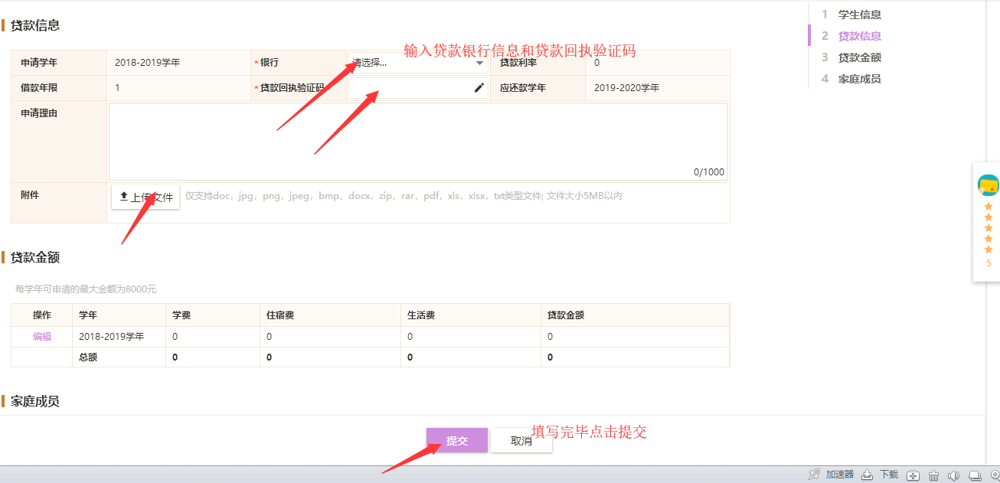 贷款信息
输入贷款银行信息和贷款回执验证码
申请学年 2018-2019学年 *银行 请选择... 贷款利率 0
借款年限 1 *贷款回执验证码 应还款学年 2019-2020学年
申请理由
0/1000
附件 上传文件 仅支持doc，jpg，png，jpeg，bmp，docx，zip，rar，pdf，xls，xlsx，txt类型文件; 文件大小5MB以内
贷款金额
每学年可申请的最大金额为8000元
操作 学年 学费 住宿费 生活费 贷款金额
编辑 2018-2019学年 0 0 0 0
总额 0 0 0 0
家庭成员
填写完毕点击提交
提交 取消
1 学生信息
2 贷款信息
3 贷款金额
4 家庭成员
5
加速器 下载